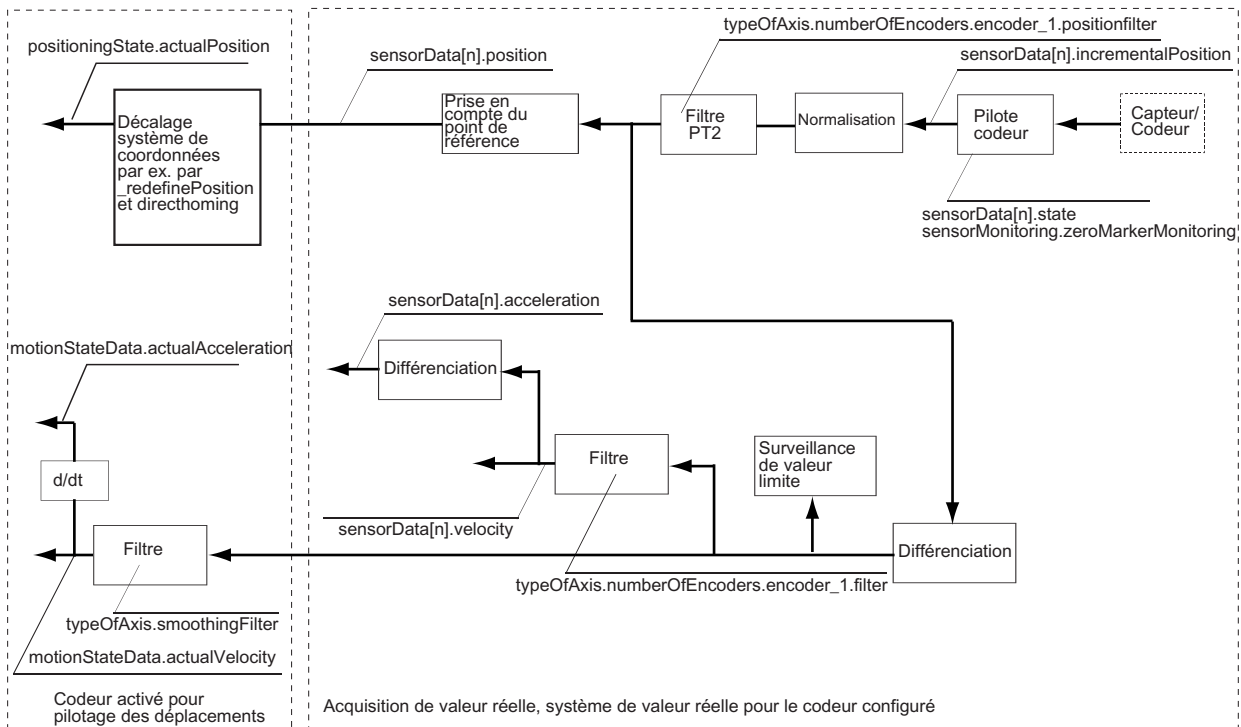 typeOfAxis.numberOfEncoders.encoder_1.positionfilter
positioningState.actualPosition
sensorData[n].position
sensorData[n].incrementalPosition
Décalage
système de
coordonnées
par ex. par
_redefinePosition
et directhoming
Prise en
compte du
point de
référence
Filtre
PT2
Normalisation
Pilote
codeur
Capteur/
Codeur
sensorData[n].state
sensorMonitoring.zeroMarkerMonitoring
sensorData[n].acceleration
motionStateData.actualAcceleration
Différenciation
Filtre
Surveillance
de valeur
limite
d/dt
sensorData[n].velocity
Filtre
Différenciation
typeOfAxis.numberOfEncoders.encoder_1.filter
typeOfAxis.smoothingFilter
motionStateData.actualVelocity
Codeur activé pour
pilotage des déplacements
Acquisition de valeur réelle, système de valeur réelle pour le codeur configuré